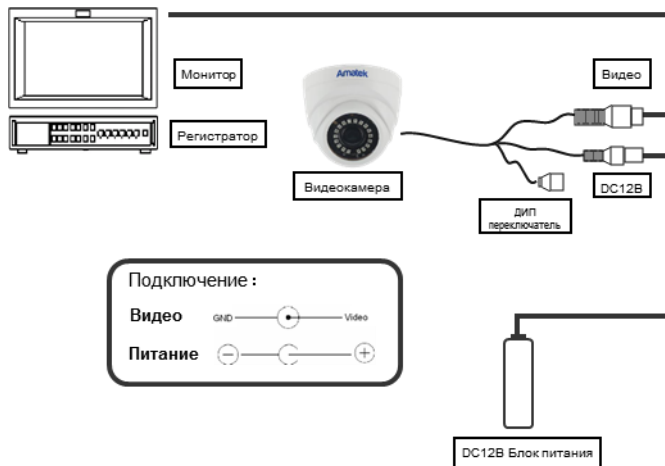 Монитор
Amatek
Видео
Регистратор
Видеокамера
DC12В
ДИП
переключатель
Подключение:
Видео GND Video
Питание − +
DC12В Блок питания